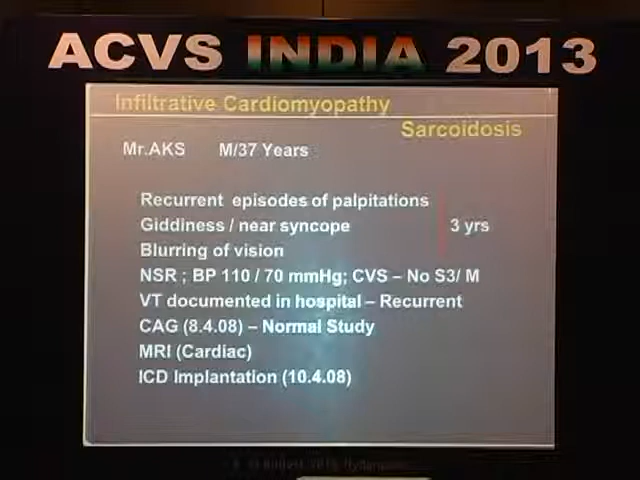 ACVS INDIA 2013
Infiltrative Cardiomyopathy
Sarcoidosis
Mr.AKS M/37 Years
Recurrent episodes of palpitations
Giddiness / near syncope 3 yrs
Blurring of vision
NSR ; BP 110 / 70 mmHg; CVS – No S3/ M
VT documented in hospital – Recurrent
CAG (8.4.08) – Normal Study
MRI (Cardiac)
ICD Implantation (10.4.08)